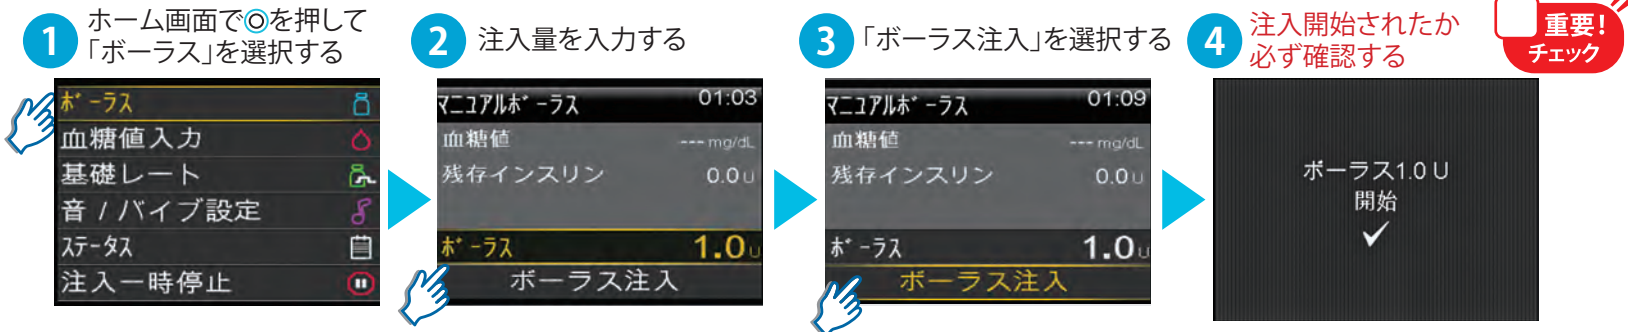 1
ホーム画面で◎を押して
「ボーラス」を選択する
ﾎﾞｰﾗｽ
血糖値入力
基礎レート
音 / バイブ設定
ｽﾃｰﾀｽ
注入一時停止
2
注入量を入力する
ﾏﾆｭｱﾙﾎﾞｰﾗｽ 01:03
血糖値 --- mg/dL
残存インスリン 0.0 U
ﾎﾞｰﾗｽ 1.0 U
ボーラス注入
3
「ボーラス注入」を選択する
ﾏﾆｭｱﾙﾎﾞｰﾗｽ 01:09
血糖値 --- mg/dL
残存インスリン 0.0 U
ﾎﾞｰﾗｽ 1.0 U
ボーラス注入
4
注入開始されたか
必ず確認する
重要!
チェック
ボーラス1.0 U
開始